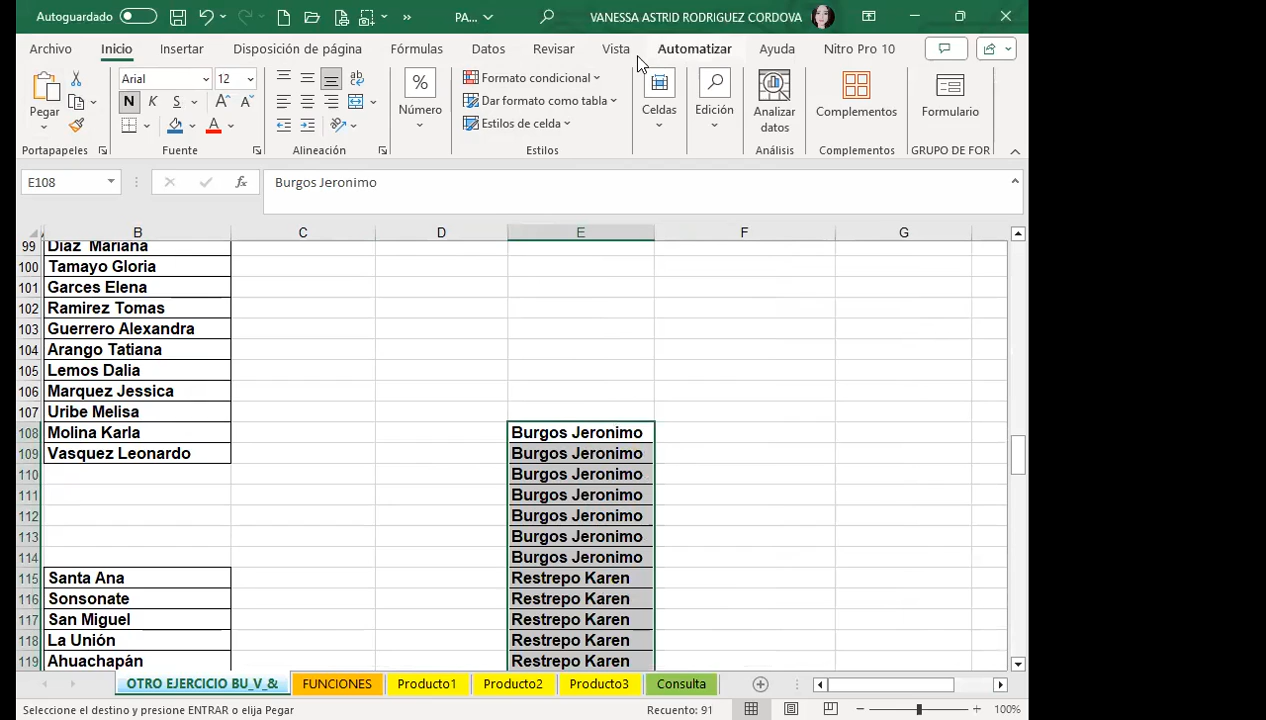 Autoguardado PA... VANESSA ASTRID RODRIGUEZ CORDOVA
Archivo Inicio Insertar Disposición de página Fórmulas Datos Revisar Vista Automatizar Ayuda Nitro Pro 10
Pegar
Arial 12
N K S
Número
Formato condicional
Dar formato como tabla
Estilos de celda
Celdas
Edición
Analizar datos
Complementos
Formulario
Portapapeles Fuente Alineación Estilos Análisis Complementos GRUPO DE FOR
E108 fx Burgos Jeronimo
B C D E F G
99 Diaz Mariana
100 Tamayo Gloria
101 Garces Elena
102 Ramirez Tomas
103 Guerrero Alexandra
104 Arango Tatiana
105 Lemos Dalia
106 Marquez Jessica
107 Uribe Melisa
108 Molina Karla Burgos Jeronimo
109 Vasquez Leonardo Burgos Jeronimo
110 Burgos Jeronimo
111 Burgos Jeronimo
112 Burgos Jeronimo
113 Burgos Jeronimo
114 Burgos Jeronimo
115 Santa Ana Restrepo Karen
116 Sonsonate Restrepo Karen
117 San Miguel Restrepo Karen
118 La Unión Restrepo Karen
119 Ahuachapán Restrepo Karen
OTRO EJERCICIO BU_V_& FUNCIONES Producto1 Producto2 Producto3 Consulta
Seleccione el destino y presione ENTRAR o elija Pegar Recuento: 91 100%